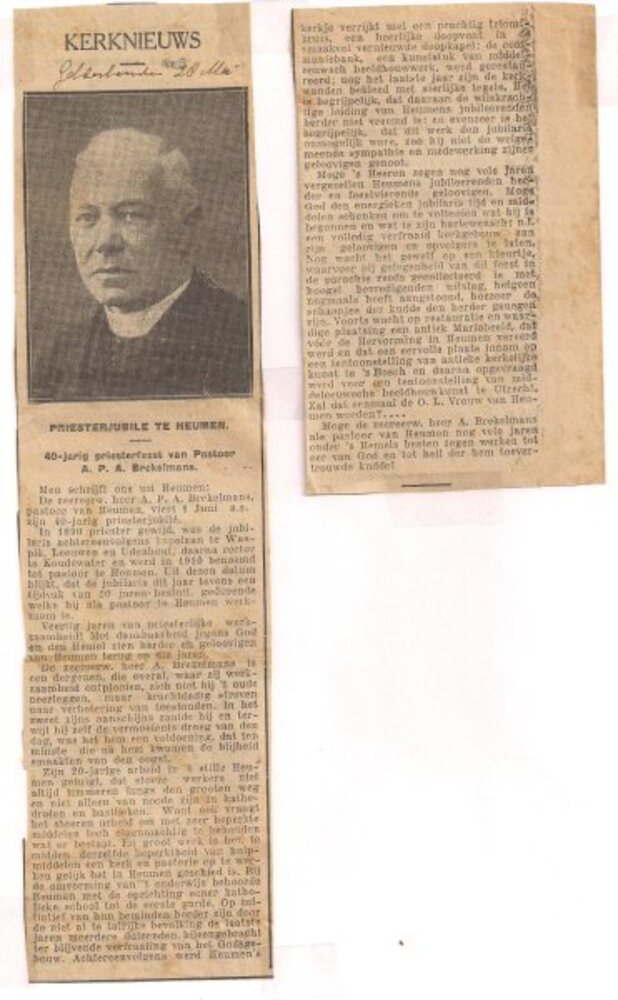 KERKNIEUWS
Gelderlander 28 Mei
PRIESTERJUBILE TE HEUMEN.
40-jarig priesterfeest van Pastoor
A. P. A. Brekelmans.
Men schrijft ons uit Heumen:
De zeereerw. heer A. P. A. Brekelmans,
pastoor van Heumen, viert 1 Juni a.s.
zijn 40-jarig priesterjubilé.
In 1890 priester gewijd, was de jubi-
laris achtereenvolgens kapelaan te Waspik,
Leeuwen en Udenhout, daarna rector
te Koudewater en werd in 1910 benoemd
tot pastoor te Heumen. Uit dezen datum
blijkt, dat de jubilaris dit jaar tevens een
tijdvak van 20 jaren besluit, gedurende
welke hij als pastoor te Heumen werk-
zaam is.
Veertig jaren van priesterlijke werk-
zaamheid! Met dankbaarheid jegens God
en den Hemel zien herder en geloovigen
van Heumen terug op die jaren.
De zeereerw. heer A. Brekelmans is
een dergenen, die overal, waar zij werk-
zaamheid ontplooien, zich niet bij 't oude
neerleggen, maar krachtdadig streven
naar verbetering van toestanden. In het
zweet zijns aanschijns zaaide hij en ter-
wijl hij zelf de vermoeienis droeg van den
dag, was het hem een voldoening, dat ten
minste die na hem kwamen de blijheid
smaakten van den oogst.
Zijn 20-jarige arbeid in 't stille Heu-
men getuigt, dat stoere werkers niet
altijd timmeren langs den grooten weg
en niet alleen van noode zijn in kathe-
dralen en basilieken. Want ook vraagt
het stoeren arbeid om met zeer beperkte
middelen toch eigenmachtig te behouden
wat er bestaat. En groot werk is het, te
midden derzelfde beperktheid van hulp-
middelen een kerk en pastorie op te wer-
ken gelijk het in Heumen geschied is. Bij
de omvorming van 't onderwijs behoorde
Heumen met de oprichting eener katho-
lieke school tot de eerste garde. Op ini-
tiatief van hun beminden herder zijn door
de niet al te talrijke bevolking de laatste
jaren meerdere duizenden bijeengebracht
ter blijvende verfraaiing van het Godsge-
bouw. Achtereenvolgens werd Heumen's
kerkje verrijkt met een prachtig triomf-
kruis, een heerlijke doopvont in
smaakvol vernieuwde doopkapel; de com-
muniebank, een kunststuk van midde
eeuwsch beeldhouwwerk, werd gerestau-
reerd; nog het laatste jaar zijn de kerk-
wanden bekleed met sierlijke tegels. He
is begrijpelijk, dat daaraan de wilskrach-
tige leiding van Heumens jubileerenden
herder niet vreemd is; en evenzeer is het
begrijpelijk, dat dit werk den jubilaris
onmogelijk ware, zoo hij niet de welge-
meende sympathie en medewerking zijner
geloovigen genoot.
Moge 's Heeren zegen nog vele jaren
vergezellen Heumens jubileerenden her-
der en feestvierende geloovigen. Moge
God den energieken jubilaris tijd en mid-
delen schenken om te voltooien wat hij is
begonnen en wat is zijn hartewensch: n.l.
een volledig verfraaid kerkgebouw aan
zijn geloovigen en opvolgers te laten.
Nog wacht het gewelf op een kleurtje,
waarvoor bij gelegenheid van dit feest in
de parochie reeds gecollecteerd is met
hoogst bevredigenden uitslag, hetgeen
nogmaals heeft aangetoond, hoezeer de
schaapjes der kudde den herder genegen
zijn. Voorts wacht op restauratie en waar-
dige plaatsing een antiek Mariabeeld, dat
vóór de Hervorming in Heumen vereerd
werd en dat een eervolle plaats innam op
een tentoonstelling van antieke kerkelijke
kunst te 's Bosch en daarna opgevraagd
werd voor een tentoonstelling van mid-
deleeuwsche beeldhouwkunst te Utrecht.
Zal dat eenmaal de O. L. Vrouw van Heu-
men worden?....
Moge de zeereerw. heer A. Brekelmans
als pastoor van Heumen nog vele jaren
onder 's Hemels besten zegen werken tot
eer van God en tot heil der hem toever-
trouwde kudde!